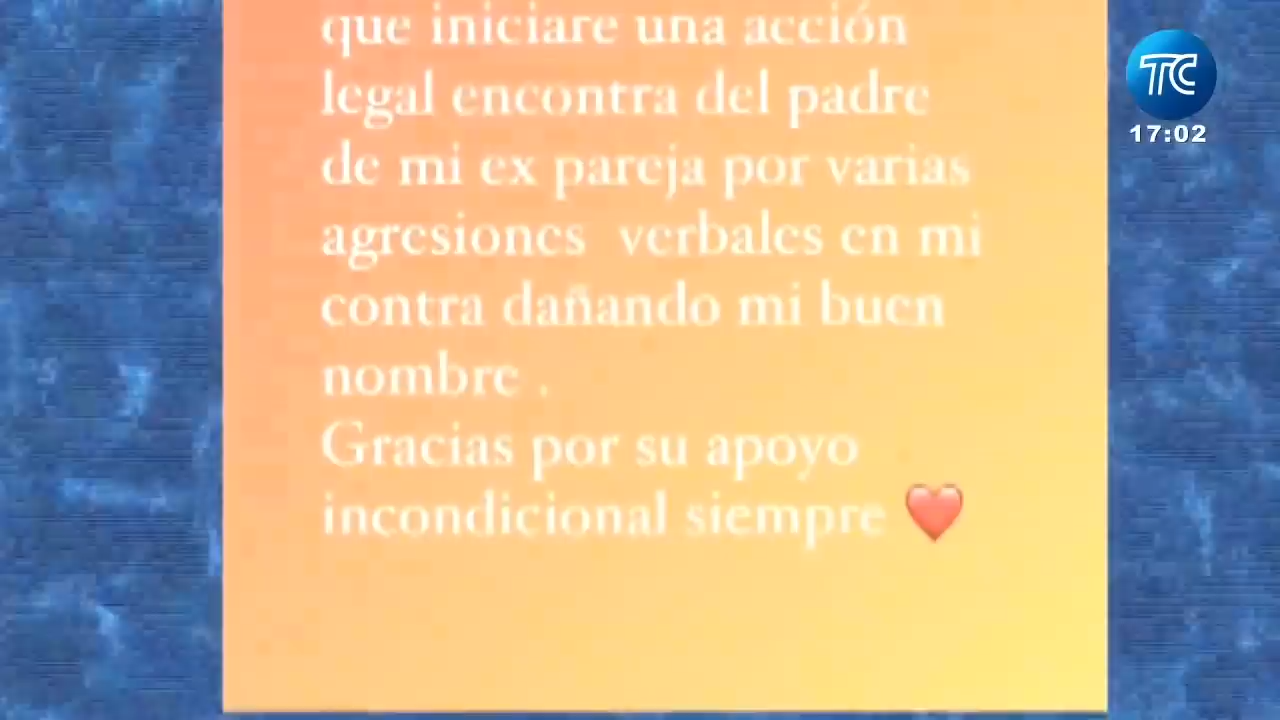 que iniciare una acción
legal encontra del padre
de mi ex pareja por varias
agresiones verbales en mi
contra dañando mi buen
nombre .
Gracias por su apoyo
incondicional siempre ❤️
TC
17:02